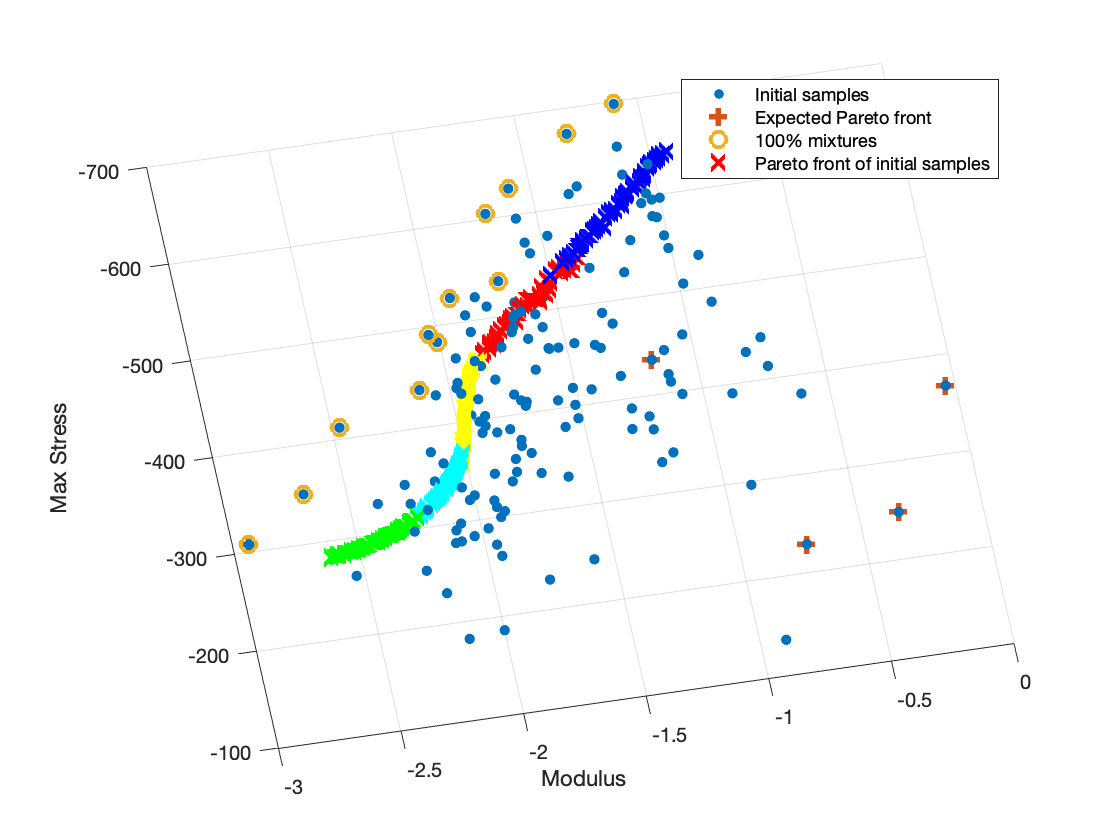 Initial samples
Expected Pareto front
100% mixtures
Pareto front of initial samples
-700
-600
-500
-400
-300
-200
-100
Max Stress
-3
-2.5
-2
-1.5
-1
-0.5
0
Modulus